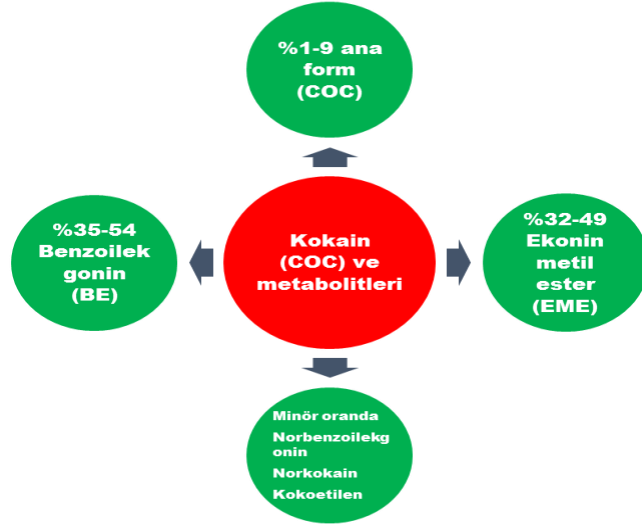 %1-9 ana
form
(COC)
%35-54
Benzoilek
gonin
(BE)
Kokain
(COC) ve
metabolitleri
%32-49
Ekonin
metil
ester
(EME)
Minör oranda
Norbenzoilekg
onin
Norkokain
Kokoetilen